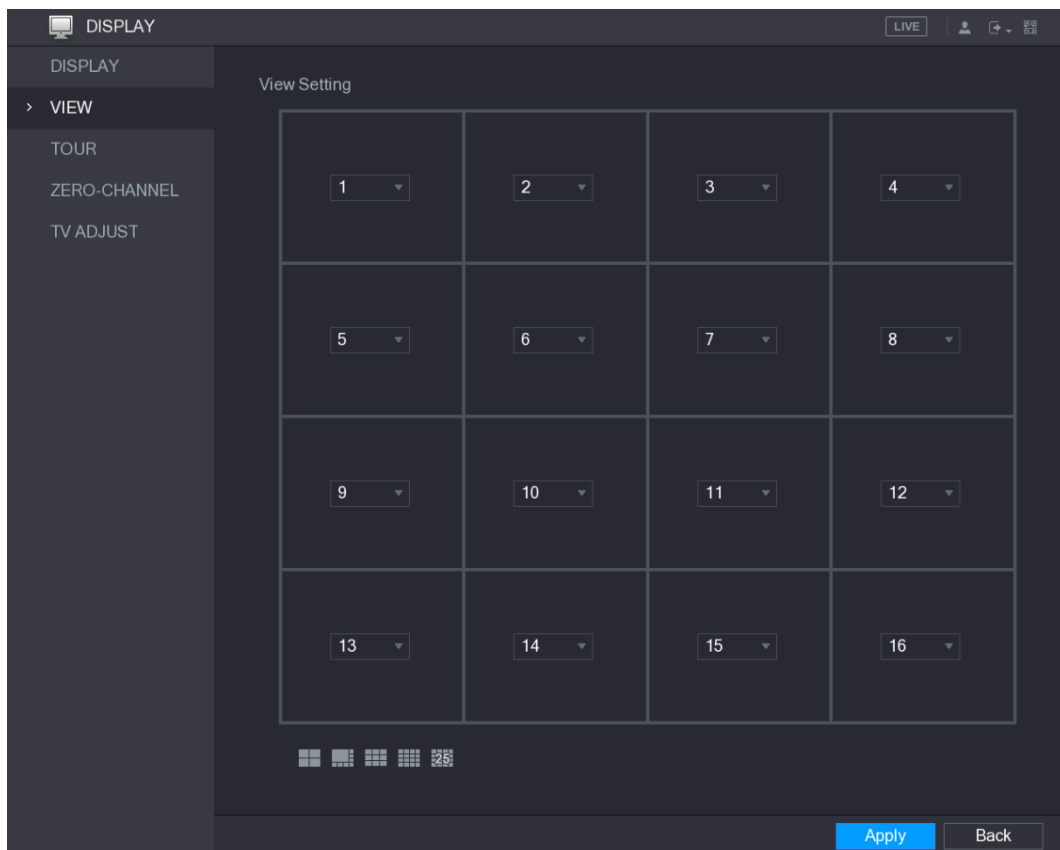 DISPLAY
LIVE
DISPLAY
VIEW
TOUR
ZERO-CHANNEL
TV ADJUST
View Setting
1 2 3 4
5 6 7 8
9 10 11 12
13 14 15 16
25
Apply Back